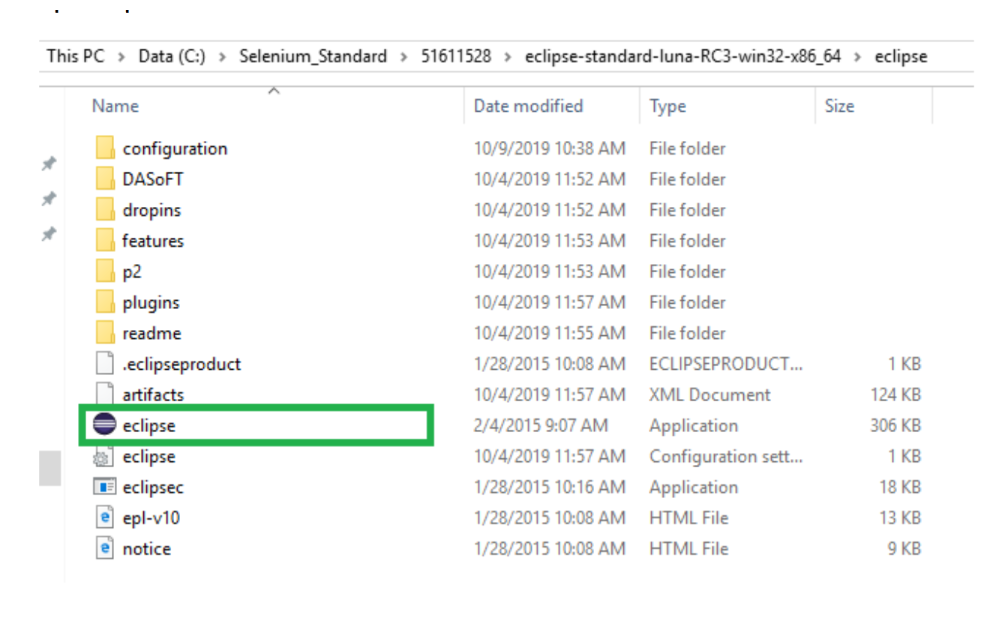 This PC > Data (C:) > Selenium_Standard > 51611528 > eclipse-standard-luna-RC3-win32-x86_64 > eclipse
Name Date modified Type Size
configuration 10/9/2019 10:38 AM File folder
DASoFT 10/4/2019 11:52 AM File folder
dropins 10/4/2019 11:52 AM File folder
features 10/4/2019 11:53 AM File folder
p2 10/4/2019 11:53 AM File folder
plugins 10/4/2019 11:57 AM File folder
readme 10/4/2019 11:55 AM File folder
.eclipseproduct 1/28/2015 10:08 AM ECLIPSEPRODUCT... 1 KB
artifacts 10/4/2019 11:57 AM XML Document 124 KB
eclipse 2/4/2015 9:07 AM Application 306 KB
eclipse 10/4/2019 11:57 AM Configuration sett... 1 KB
eclipsec 1/28/2015 10:16 AM Application 18 KB
epl-v10 1/28/2015 10:08 AM HTML File 13 KB
notice 1/28/2015 10:08 AM HTML File 9 KB